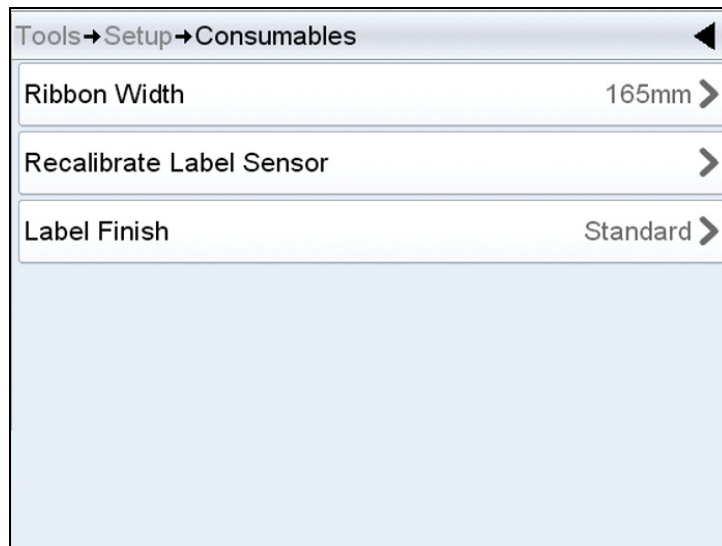 Tools→Setup→Consumables
Ribbon Width 165mm
Recalibrate Label Sensor
Label Finish Standard